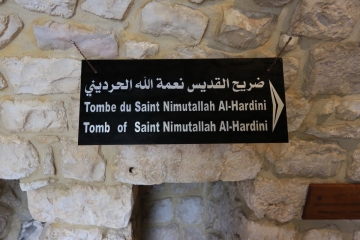 ضريح القديس نعمة الله الحرديني
Tombe du Saint Nimutallah Al-Hardini
Tomb of Saint Nimutallah Al-Hardini